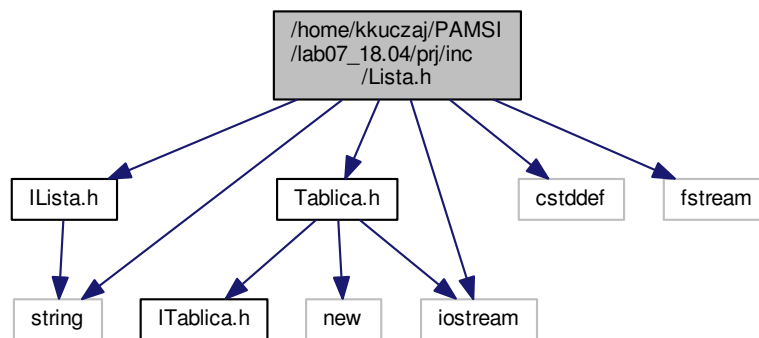 /home/kkuczaj/PAMSI
/lab07_18.04/prj/inc
/Lista.h
ILista.h
Tablica.h
cstddef
fstream
string
ITablica.h
new
iostream